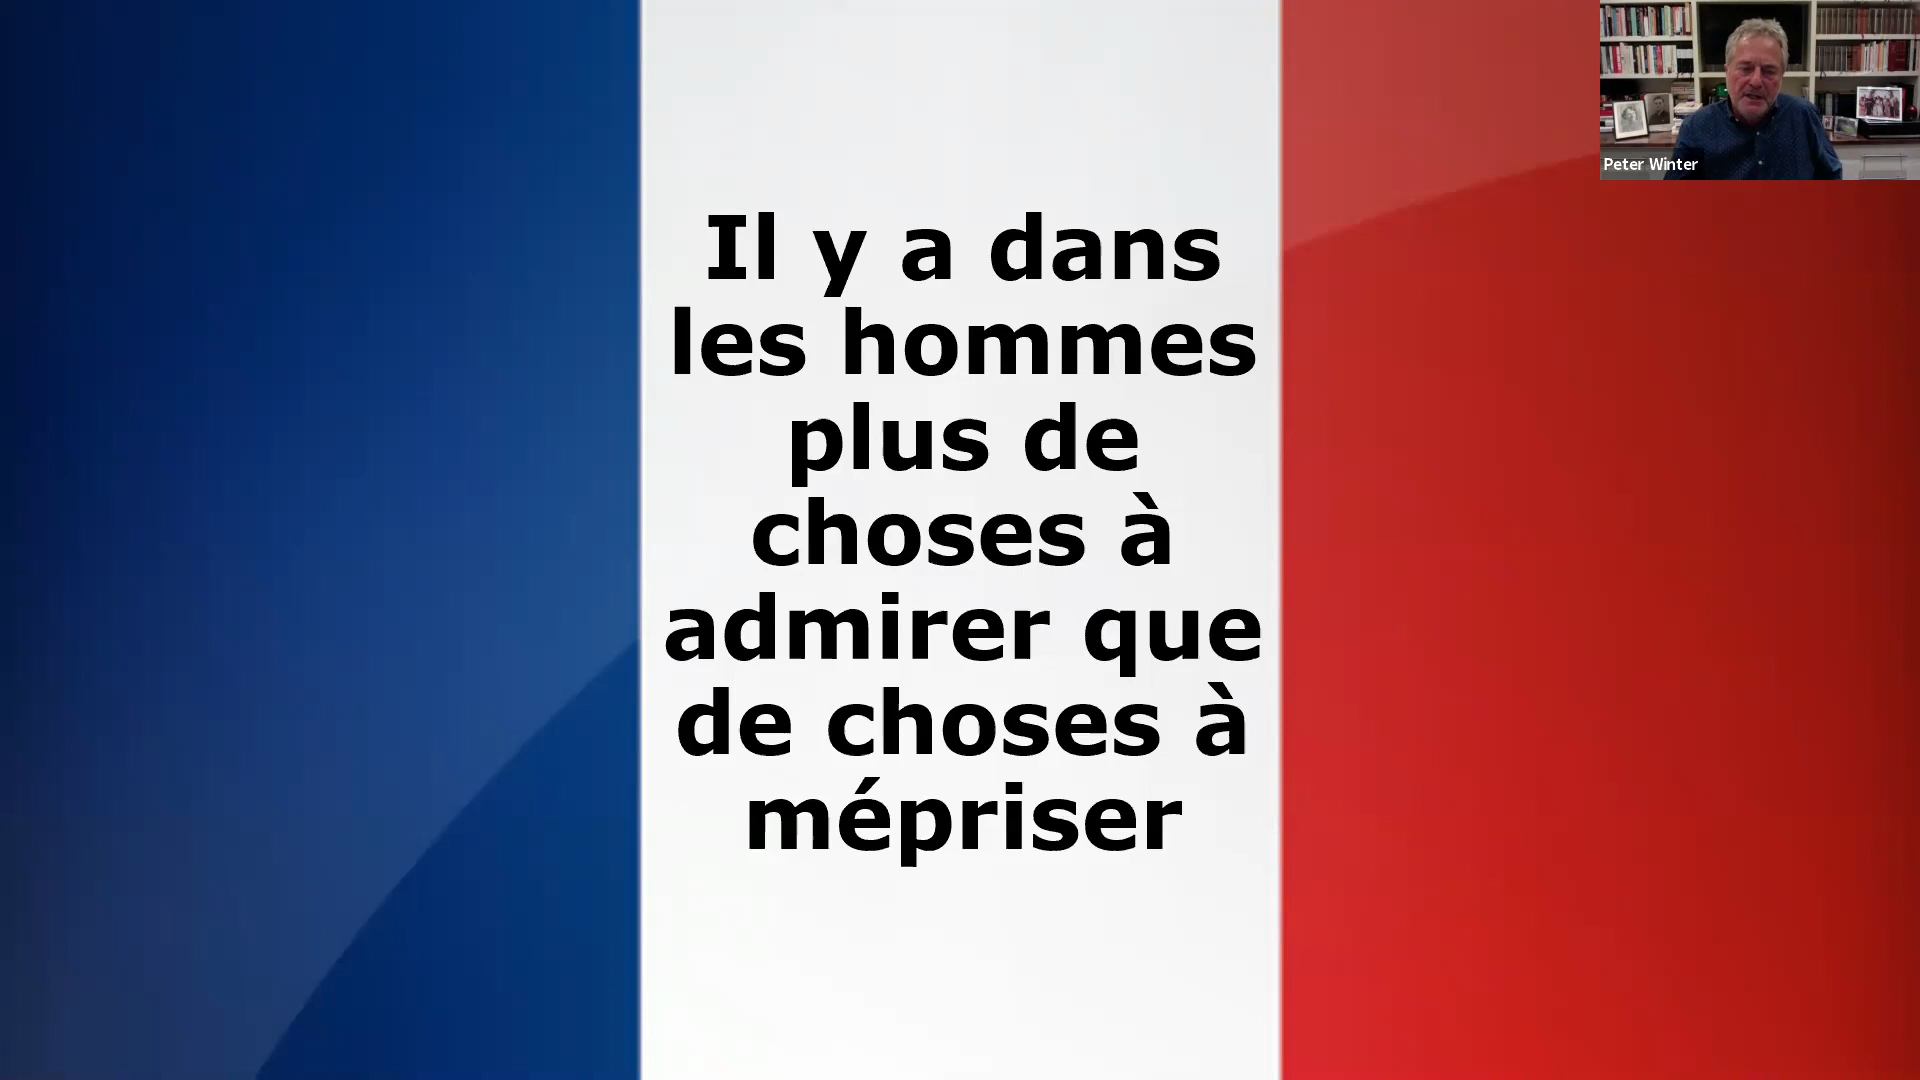 Il y a dans
les hommes
plus de
choses à
admirer que
de choses à
mépriser
Peter Winter